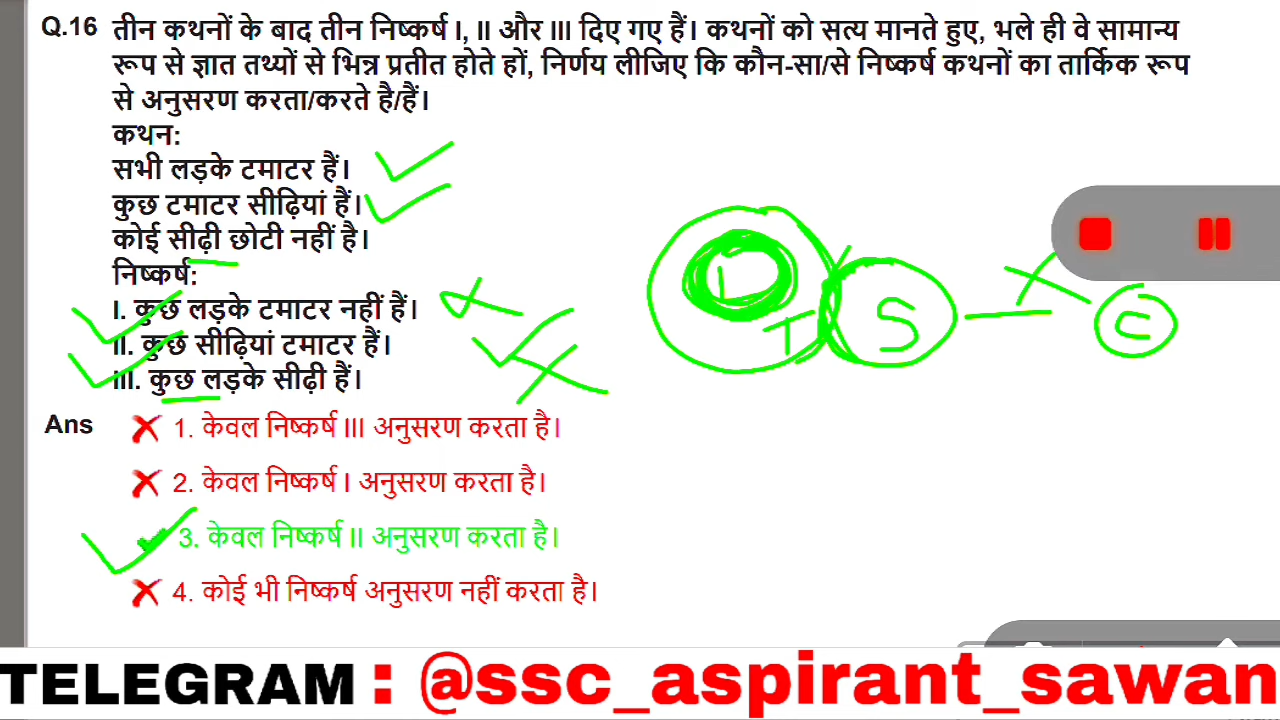 Q.16 तीन कथनों के बाद तीन निष्कर्ष I, II और III दिए गए हैं। कथनों को सत्य मानते हुए, भले ही वे सामान्य
रूप से ज्ञात तथ्यों से भिन्न प्रतीत होते हों, निर्णय लीजिए कि कौन-सा/से निष्कर्ष कथनों का तार्किक रूप
से अनुसरण करता/करते है/हैं।
कथन:
सभी लड़के टमाटर हैं।
कुछ टमाटर सीढ़ियां हैं।
कोई सीढ़ी छोटी नहीं है।
निष्कर्ष:
I. कुछ लड़के टमाटर नहीं हैं।
II. कुछ सीढ़ियां टमाटर हैं।
III. कुछ लड़के सीढ़ी हैं।
L T S C
Ans
1. केवल निष्कर्ष III अनुसरण करता है।
2. केवल निष्कर्ष I अनुसरण करता है।
3. केवल निष्कर्ष II अनुसरण करता है।
4. कोई भी निष्कर्ष अनुसरण नहीं करता है।
TELEGRAM : @ssc_aspirant_sawan